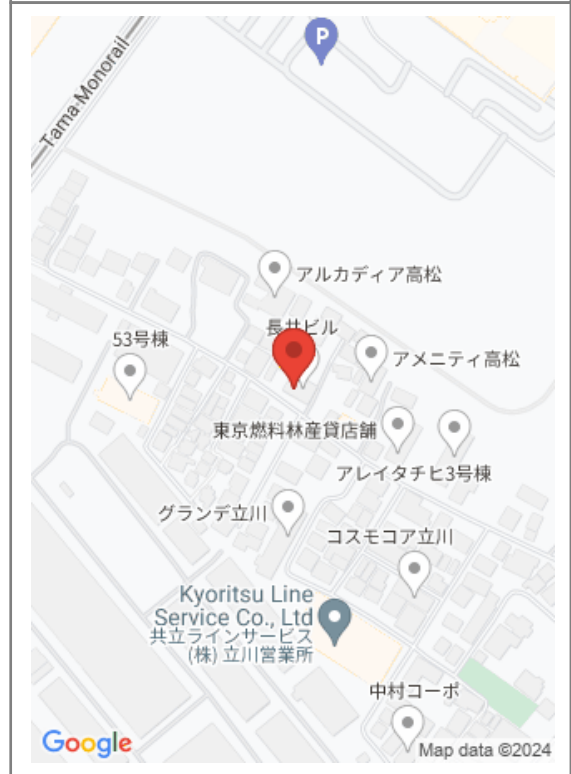 P
Tama-Monorail
アルカディア高松
長井ビル
53号棟
アメニティ高松
東京燃料林産貸店舗
アレイタチヒ3号棟
グランデ立川
コスモコア立川
Kyoritsu Line
Service Co., Ltd
共立ラインサービス
(株) 立川営業所
中村コーポ
Google
Map data ©2024